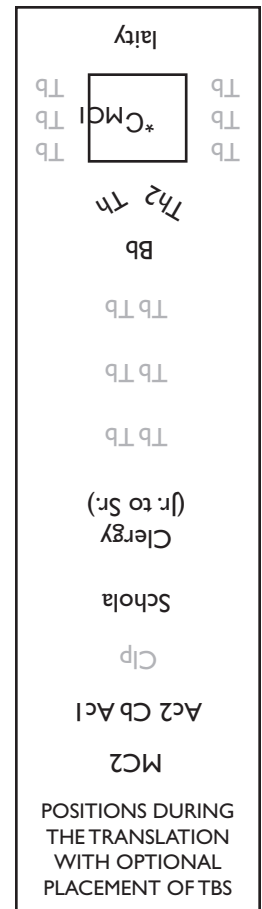 laity
Tb Tb
Tb *C MC1 Tb
Tb Tb
Th2 Th
Bb
Tb Tb
Tb Tb
Tb Tb
Clergy
(Jr. to Sr.)
Schola
Clp
Ac2 Cb Ac1
MC2
POSITIONS DURING
THE TRANSLATION
WITH OPTIONAL
PLACEMENT OF TBS